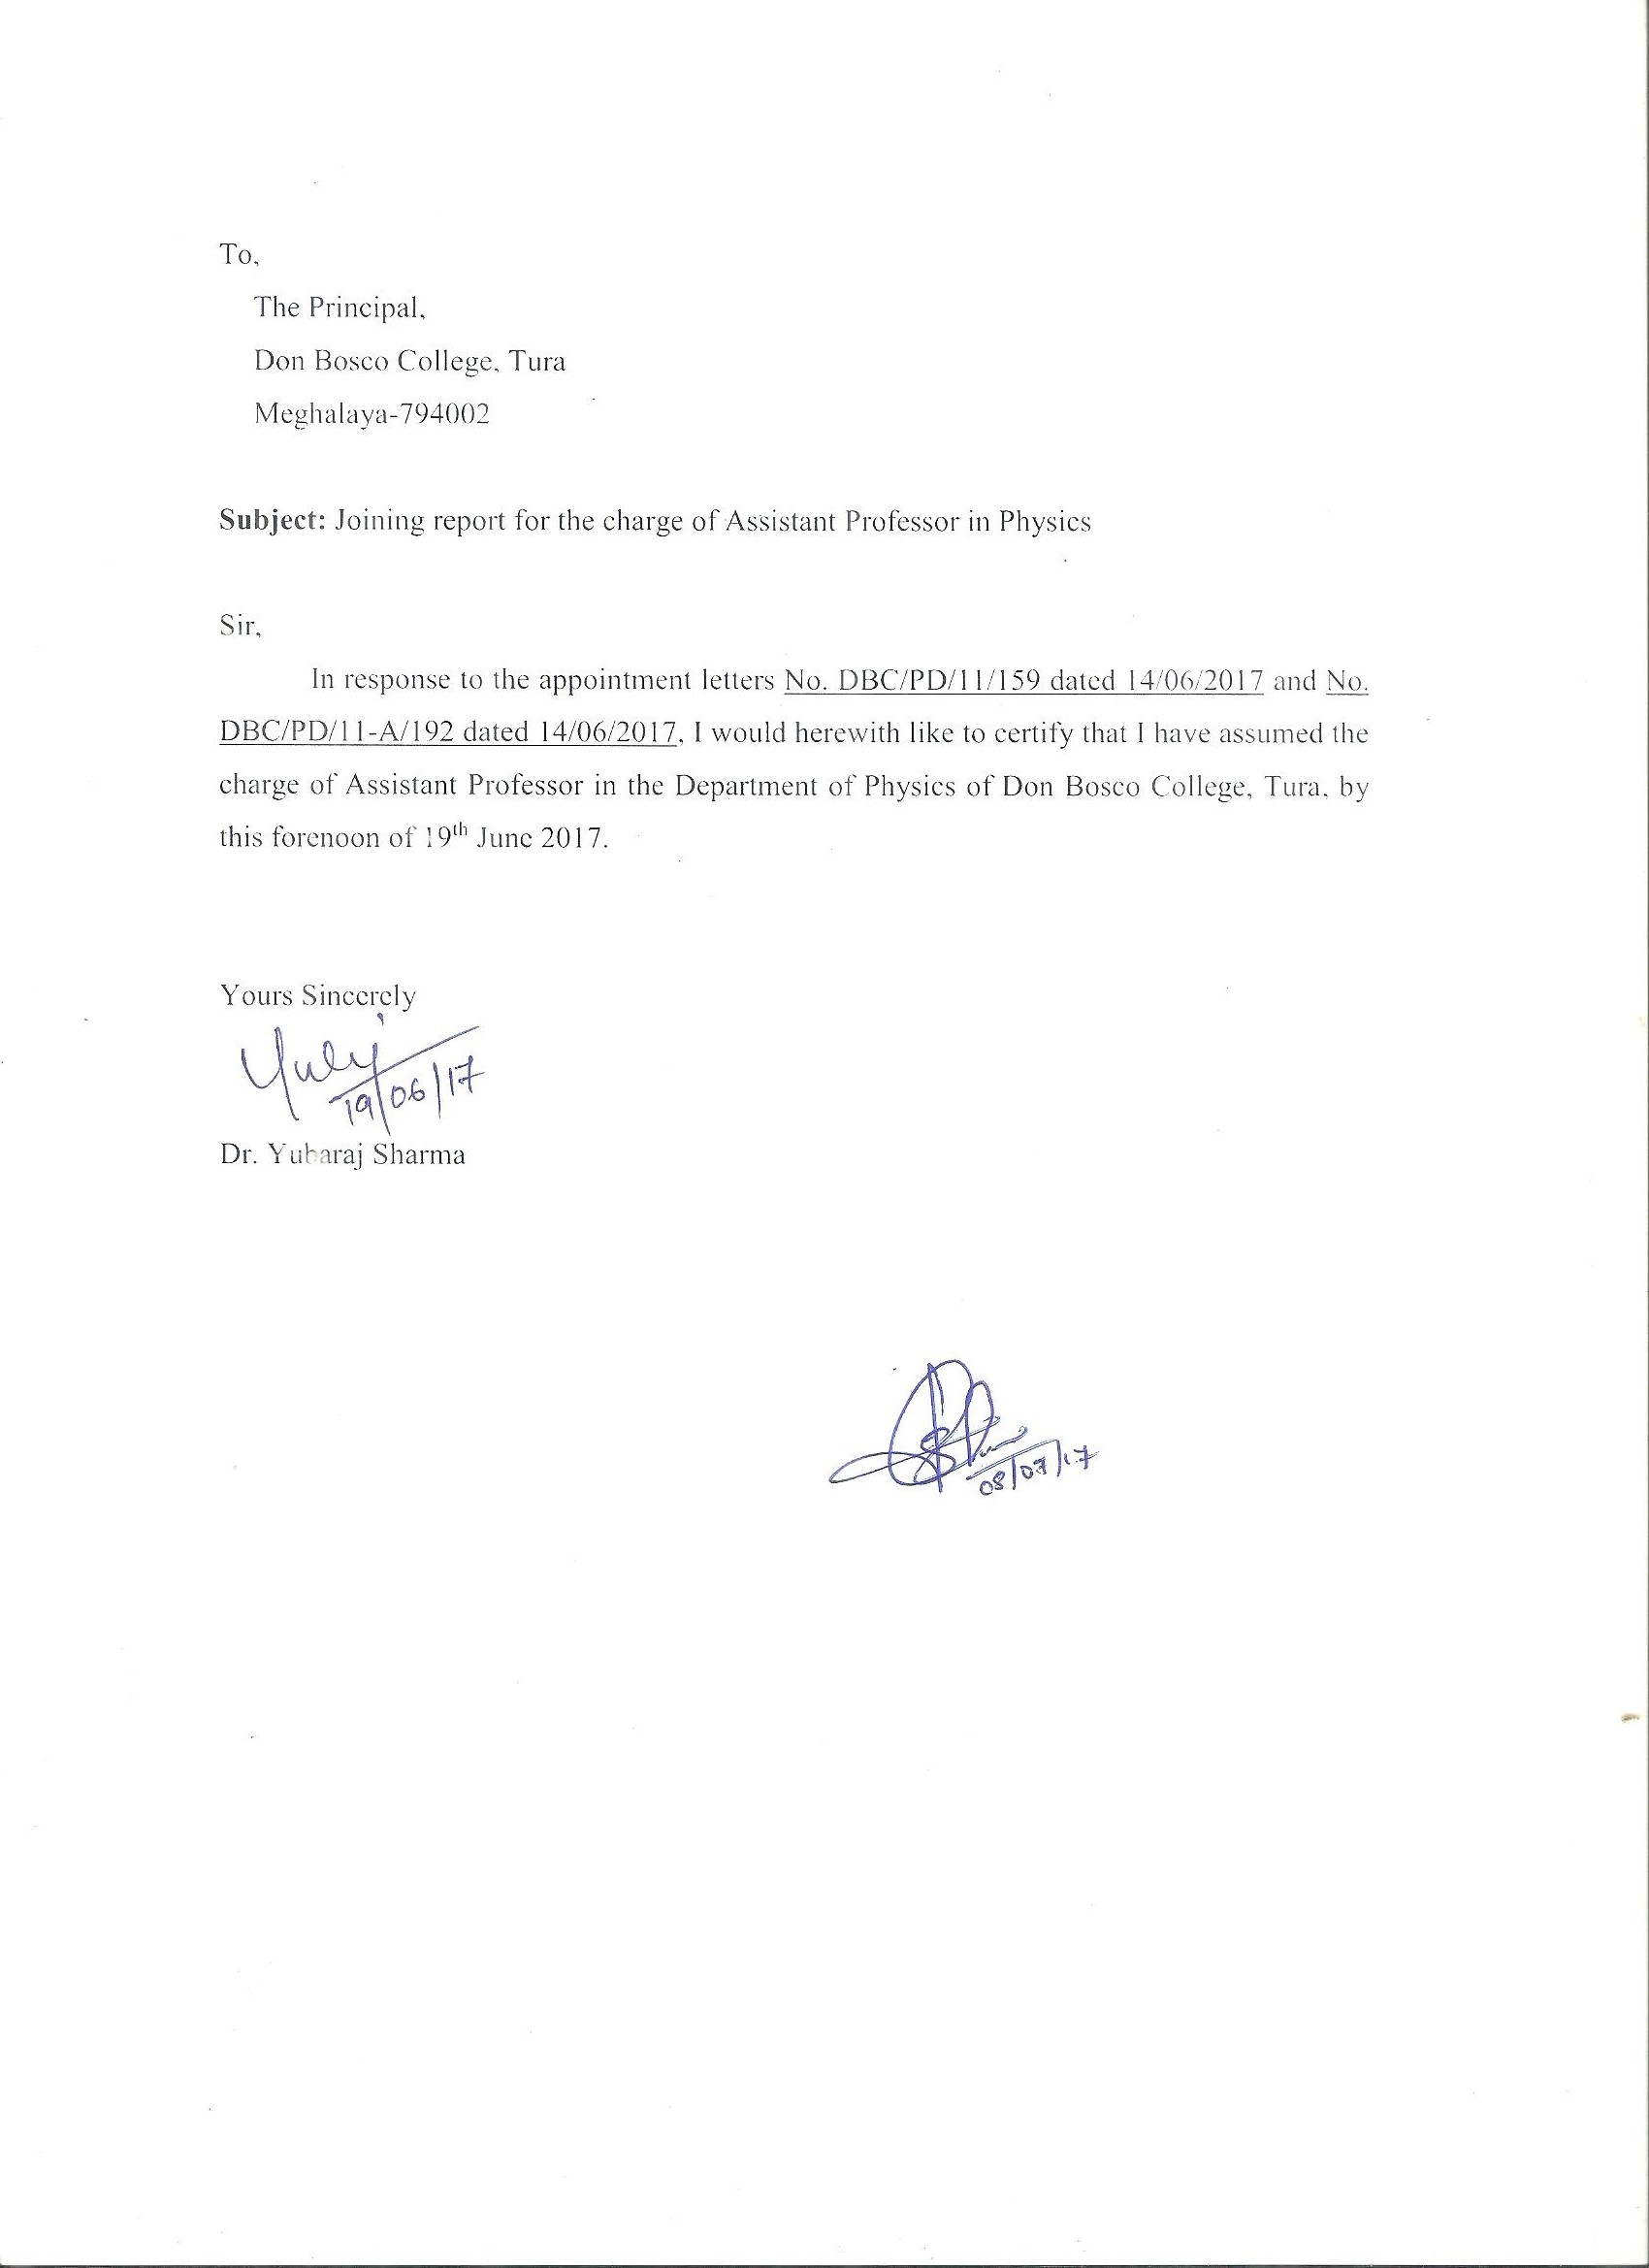 To,
The Principal,
Don Bosco College, Tura
Meghalaya-794002
Subject: Joining report for the charge of Assistant Professor in Physics
Sir,
In response to the appointment letters No. DBC/PD/11/159 dated 14/06/2017 and No.
DBC/PD/11-A/192 dated 14/06/2017, I would herewith like to certify that I have assumed the
charge of Assistant Professor in the Department of Physics of Don Bosco College, Tura, by
this forenoon of 19th June 2017.
Yours Sincerely
19/06/17
Dr. Yubaraj Sharma
08/07/17